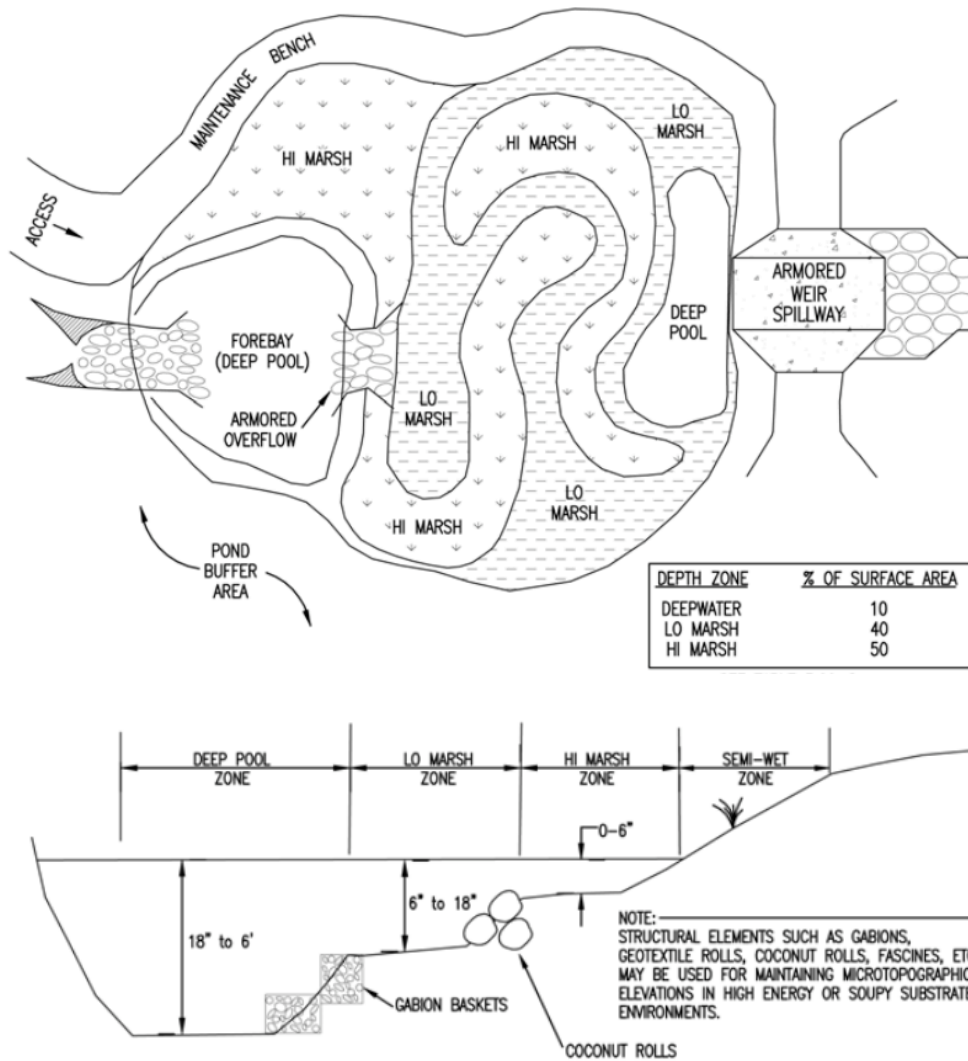 MAINTENANCE BENCH
HI MARSH
HI MARSH
LO
MARSH
ACCESS
ARMORED
WEIR
SPILLWAY
FOREBAY
(DEEP POOL)
DEEP
POOL
LO
MARSH
ARMORED
OVERFLOW
LO
MARSH
HI MARSH
POND
BUFFER
AREA
DEPTH ZONE % OF SURFACE AREA
DEEPWATER 10
LO MARSH 40
HI MARSH 50
DEEP POOL
ZONE
LO MARSH
ZONE
HI MARSH
ZONE
SEMI-WET
ZONE
0-6"
6" to 18"
18" to 6'
NOTE:
STRUCTURAL ELEMENTS SUCH AS GABIONS,
GEOTEXTILE ROLLS, COCONUT ROLLS, FASCINES,
MAY BE USED FOR MAINTAINING MICROTOPOGRAPHIC
ELEVATIONS IN HIGH ENERGY OR SOUPY SUBSTRATE
ENVIRONMENTS.
GABION BASKETS
COCONUT ROLLS